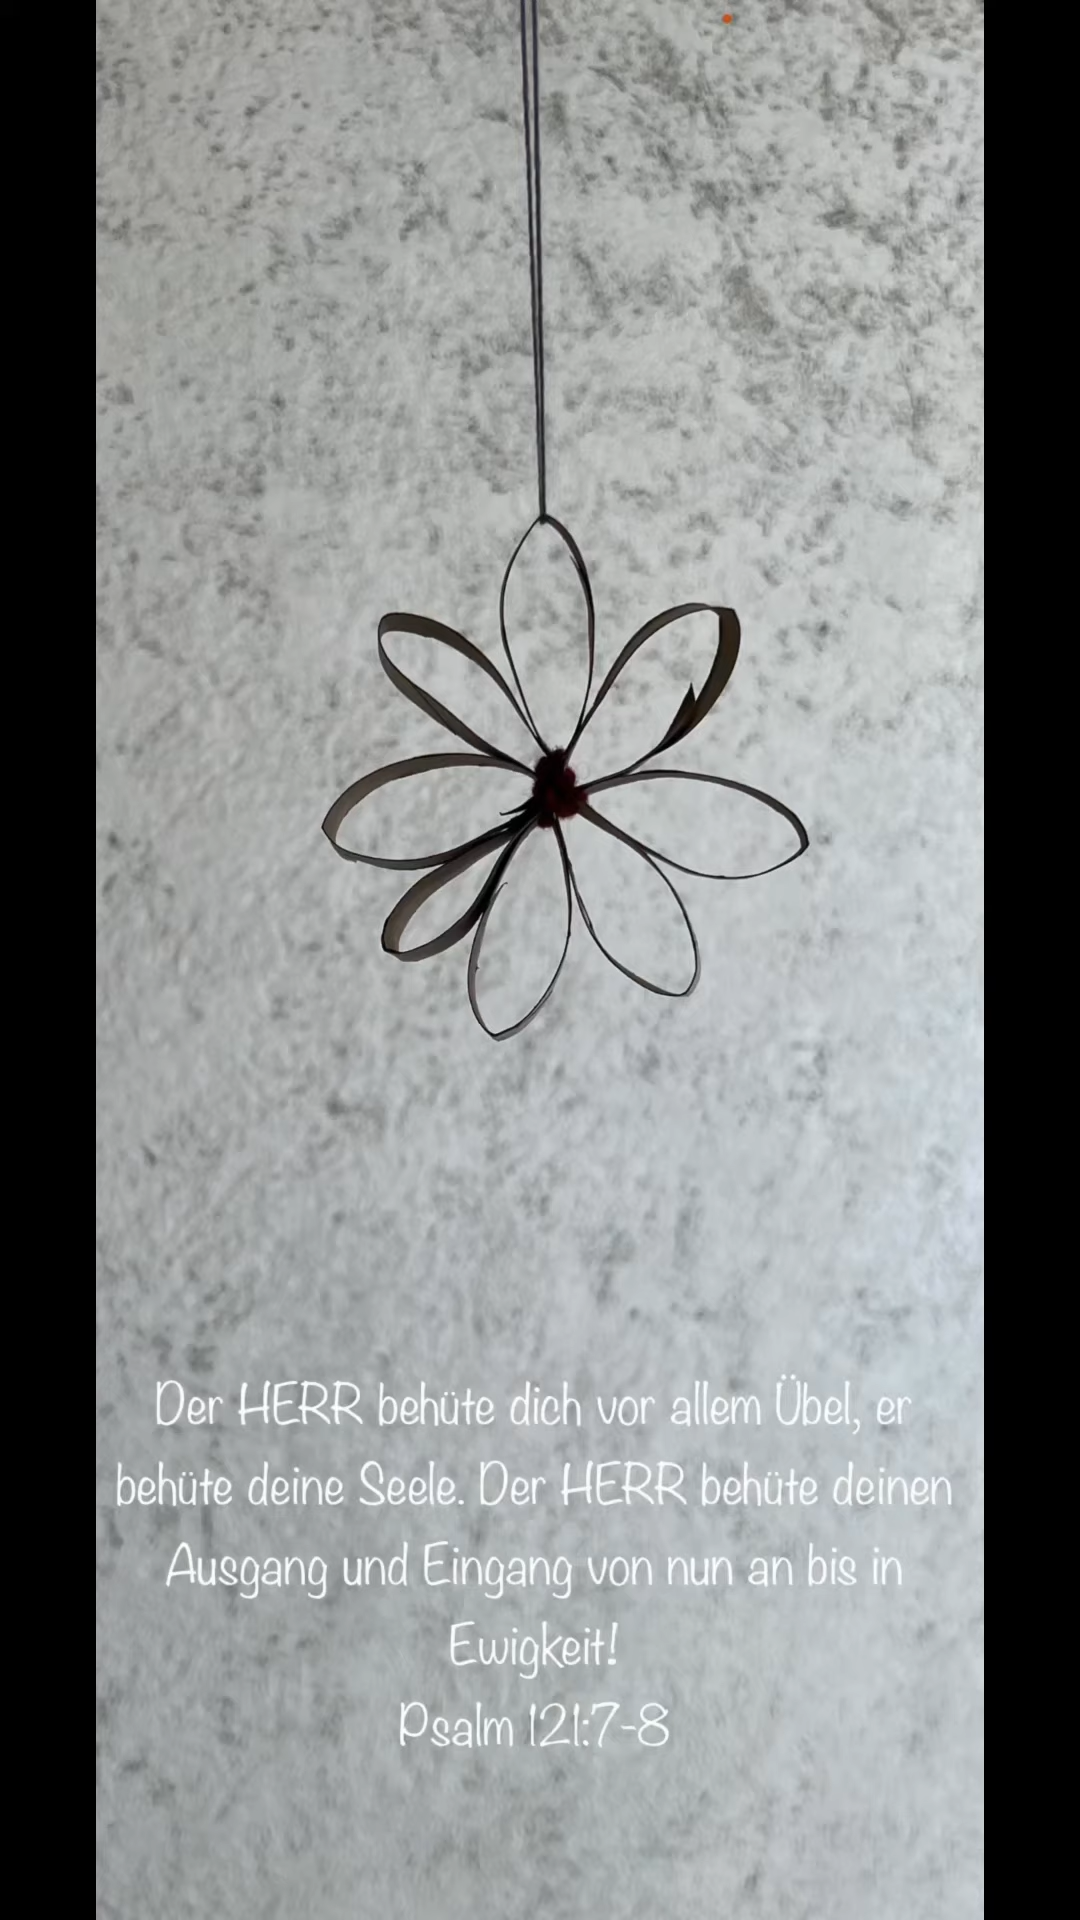 Der HERR behüte dich vor allem Übel, er
behüte deine Seele. Der HERR behüte deinen
Ausgang und Eingang von nun an bis in
Ewigkeit!
Psalm 121:7-8